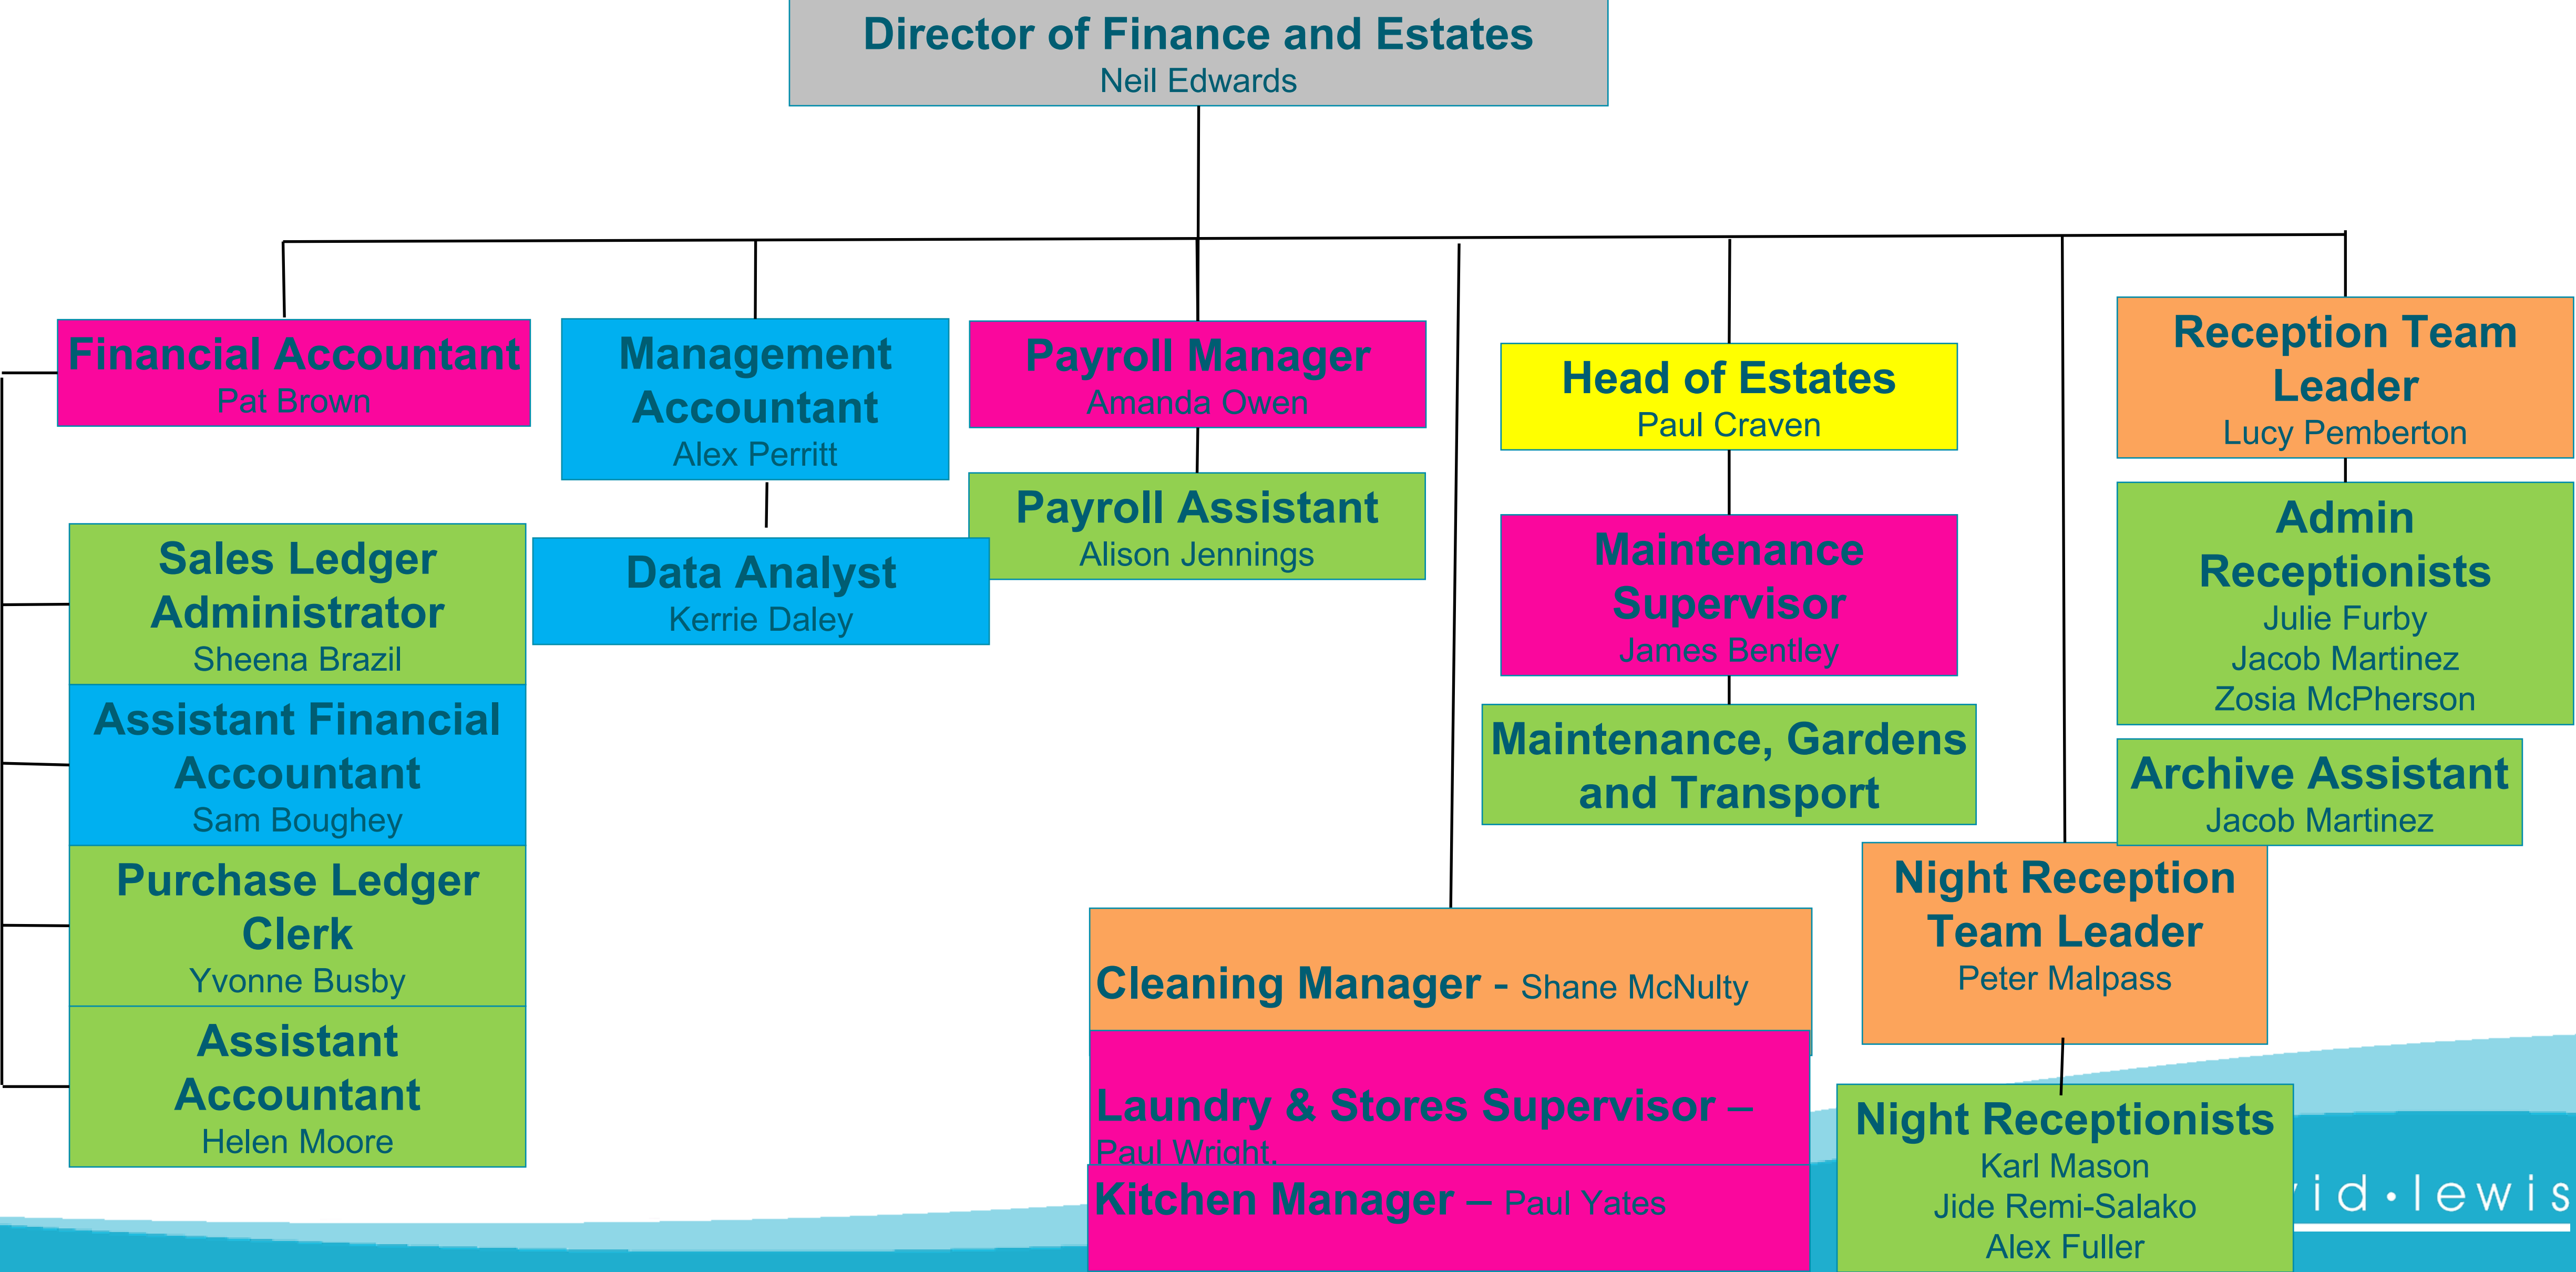 Director of Finance and Estates
Neil Edwards
Financial Accountant
Pat Brown
Sales Ledger
Administrator
Sheena Brazil
Assistant Financial
Accountant
Sam Boughey
Purchase Ledger
Clerk
Yvonne Busby
Assistant
Accountant
Helen Moore
Management
Accountant
Alex Perritt
Data Analyst
Kerrie Daley
Payroll Manager
Amanda Owen
Payroll Assistant
Alison Jennings
Cleaning Manager - Shane McNulty
Laundry & Stores Supervisor –
Paul Wright.
Kitchen Manager – Paul Yates
Head of Estates
Paul Craven
Maintenance
Supervisor
James Bentley
Maintenance, Gardens
and Transport
Night Reception
Team Leader
Peter Malpass
Night Receptionists
Karl Mason
Jide Remi-Salako
Alex Fuller
Reception Team
Leader
Lucy Pemberton
Admin
Receptionists
Julie Furby
Jacob Martinez
Zosia McPherson
Archive Assistant
Jacob Martinez
vid•lewis